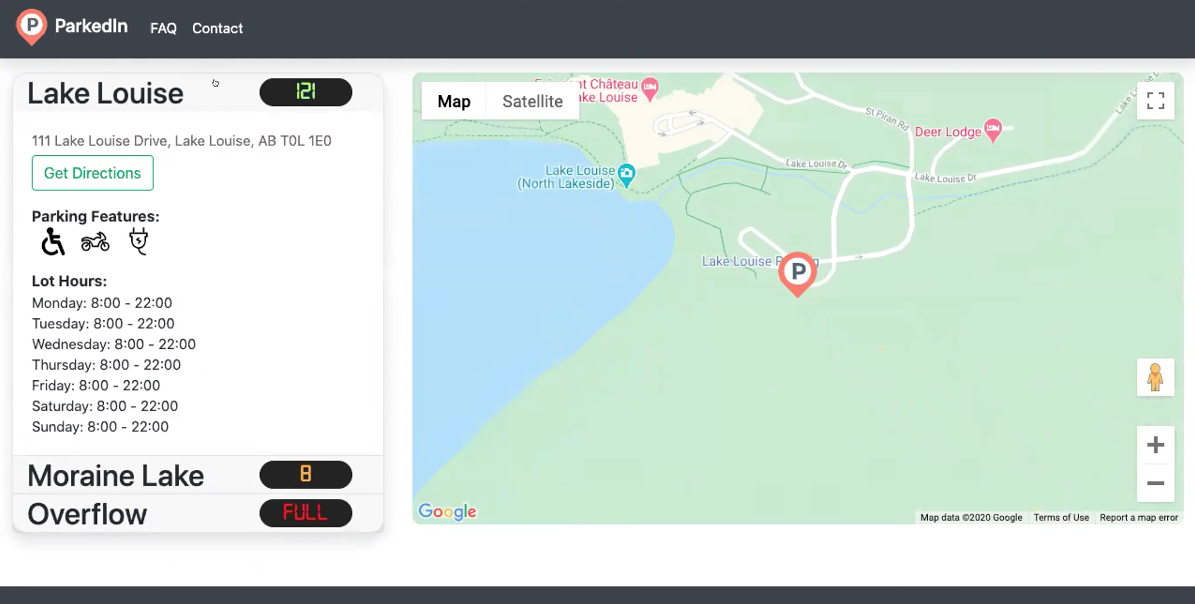 P ParkedIn FAQ Contact
Lake Louise 121
111 Lake Louise Drive, Lake Louise, AB T0L 1E0
Get Directions
Parking Features:
Lot Hours:
Monday: 8:00 - 22:00
Tuesday: 8:00 - 22:00
Wednesday: 8:00 - 22:00
Thursday: 8:00 - 22:00
Friday: 8:00 - 22:00
Saturday: 8:00 - 22:00
Sunday: 8:00 - 22:00
Moraine Lake 8
Overflow FULL
Map Satellite
Château
Lake Louise
Lake Louise
(North Lakeside)
St Piran Rd
Deer Lodge
Lake Louise Dr
Lake Louise Dr
Lake Louise
P
Google
Map data ©2020 Google Terms of Use Report a map error